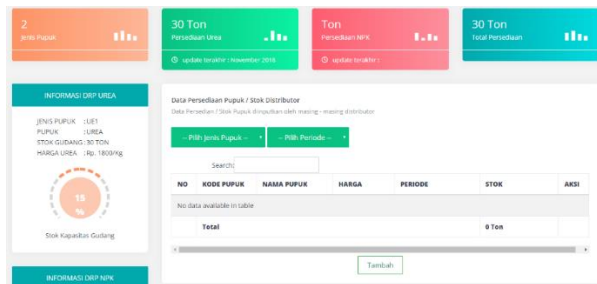 2
Jenis Pupuk
30 Ton
Persediaan Urea
update terakhir : November 2018
Ton
Persediaan NPK
update terakhir :
30 Ton
Total Persediaan
INFORMASI DRP UREA
JENIS PUPUK : UE1
PUPUK : UREA
STOK GUDANG : 30 TON
HARGA UREA : Rp. 1800/Kg
15
%
Stok Kapasitas Gudang
INFORMASI DRP NPK
Data Persediaan Pupuk / Stok Distributor
Data Persedian / Stok Pupuk diinputkan oleh masing - masing distributor
-- Pilih Jenis Pupuk --
-- Pilih Periode --
Search:
NO KODE PUPUK NAMA PUPUK HARGA PERIODE STOK AKSI
No data available in table
Total 0 Ton
Tambah